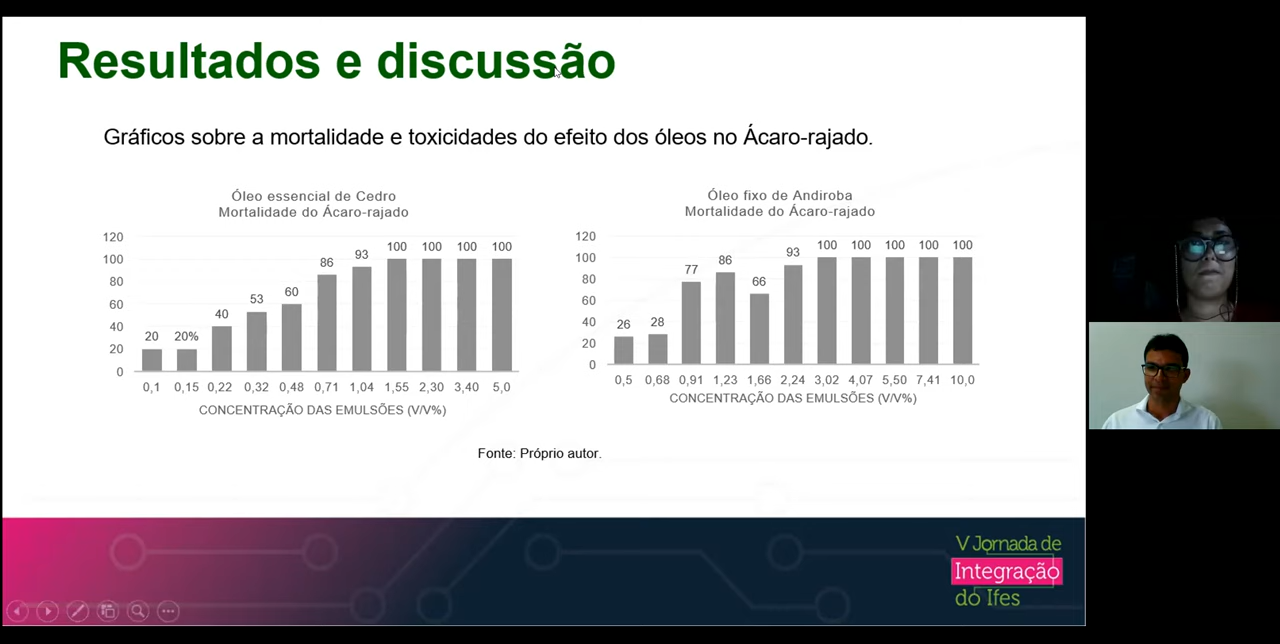 Resultados e discussão
Gráficos sobre a mortalidade e toxicidades do efeito dos óleos no Ácaro-rajado.
Óleo essencial de Cedro
Mortalidade do Ácaro-rajado
120
100
80
60
40
20
0
20 20% 40 53 60 86 93 100 100 100 100
0,1 0,15 0,22 0,32 0,48 0,71 1,04 1,55 2,30 3,40 5,0
CONCENTRAÇÃO DAS EMULSÕES (V/V%)
Óleo fixo de Andiroba
Mortalidade do Ácaro-rajado
120
100
80
60
40
20
0
26 28 77 86 66 93 100 100 100 100 100
0,5 0,68 0,91 1,23 1,66 2,24 3,02 4,07 5,50 7,41 10,0
CONCENTRAÇÃO DAS EMULSÕES (V/V%)
Fonte: Próprio autor.
V Jornada de
Integração
do Ifes